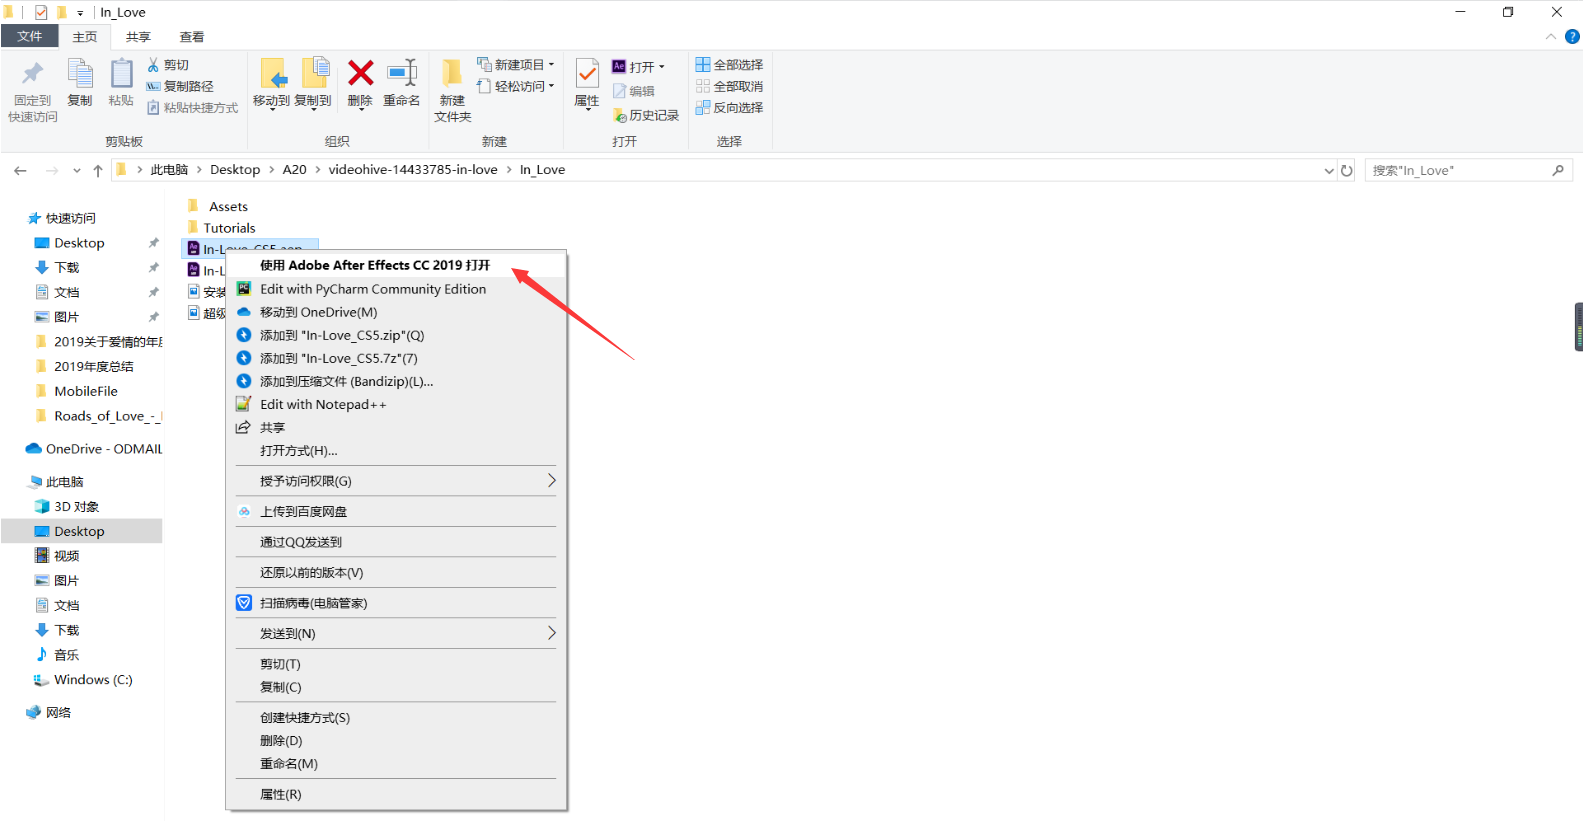 In_Love
文件
主页
共享
查看
固定到
快速访问
复制
粘贴
剪切
复制路径
粘贴快捷方式
剪贴板
移动到
复制到
删除
重命名
组织
新建
文件夹
新建项目
轻松访问
新建
属性
打开
编辑
历史记录
打开
全部选择
全部取消
反向选择
选择
此电脑 > Desktop > A20 > videohive-14433785-in-love > In_Love
搜索"In_Love"
快速访问
Desktop
下载
文档
图片
2019关于爱情的年度
2019年度总结
MobileFile
Roads_of_Love_-_
OneDrive - ODMAIL
此电脑
3D 对象
Desktop
视频
图片
文档
下载
音乐
Windows (C:)
网络
Assets
Tutorials
In-Love_CS5.aep
In-L
安装
超级
使用 Adobe After Effects CC 2019 打开
Edit with PyCharm Community Edition
移动到 OneDrive(M)
添加到 "In-Love_CS5.zip"(Q)
添加到 "In-Love_CS5.7z"(7)
添加到压缩文件 (Bandizip)(L)...
Edit with Notepad++
共享
打开方式(H)...
授予访问权限(G)
上传到百度网盘
通过QQ发送到
还原以前的版本(V)
扫描病毒(电脑管家)
发送到(N)
剪切(T)
复制(C)
创建快捷方式(S)
删除(D)
重命名(M)
属性(R)